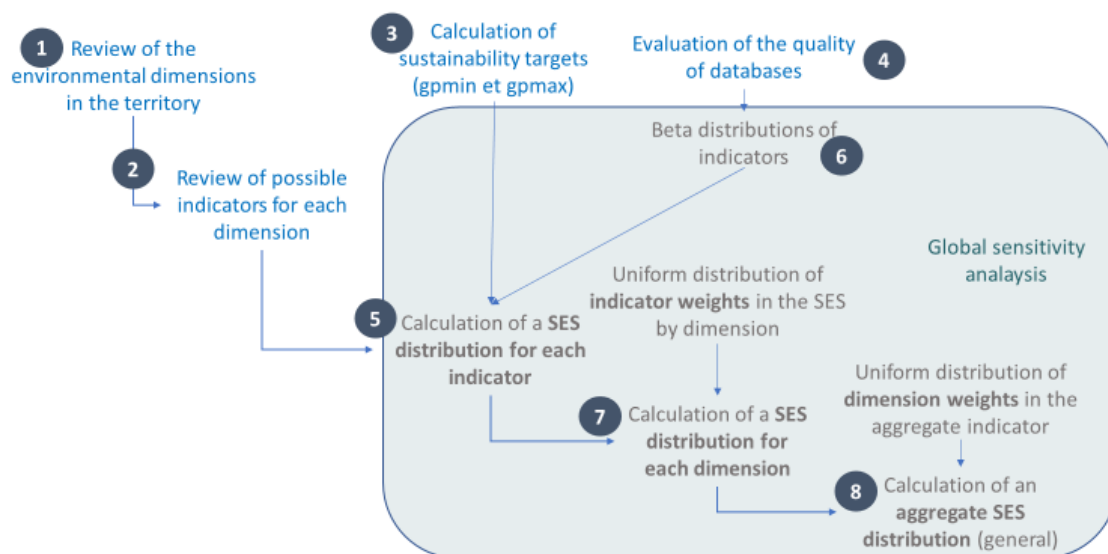 1
Review of the
environmental dimensions
in the territory
2
Review of possible
indicators for each
dimension
3
Calculation of
sustainability targets
(gpmin et gpmax)
Evaluation of the quality
of databases
4
Beta distributions of
indicators
6
Global sensitivity
analaysis
Uniform distribution of
indicator weights in the SES
by dimension
5
Calculation of a SES
distribution for each
indicator
Uniform distribution of
dimension weights in the
aggregate indicator
7
Calculation of a SES
distribution for
each dimension
8
Calculation of an
aggregate SES
distribution (general)